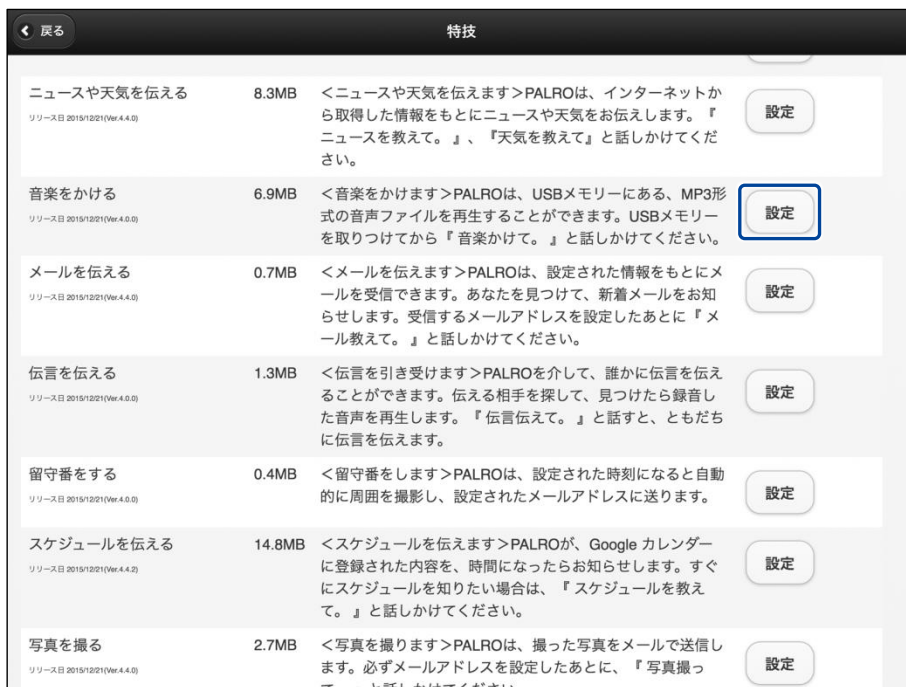 戻る
特技
ニュースや天気を伝える
リリース日 2015/12/21(Ver.4.4.0)
8.3MB
＜ニュースや天気を伝えます＞PALROは、インターネットか
ら取得した情報をもとにニュースや天気をお伝えします。『
ニュースを教えて。 』、『天気を教えて』と話しかけてくだ
さい。
設定
音楽をかける
リリース日 2015/12/21(Ver.4.0.0)
6.9MB
＜音楽をかけます＞PALROは、USBメモリーにある、MP3形
式の音声ファイルを再生することができます。USBメモリー
を取りつけてから『 音楽かけて。 』と話しかけてください。
設定
メールを伝える
リリース日 2015/12/21(Ver.4.4.0)
0.7MB
＜メールを伝えます＞PALROは、設定された情報をもとにメ
ールを受信できます。あなたを見つけて、新着メールをお知
らせします。受信するメールアドレスを設定したあとに『 メ
ール教えて。 』と話しかけてください。
設定
伝言を伝える
リリース日 2015/12/21(Ver.4.0.0)
1.3MB
＜伝言を引き受けます＞PALROを介して、誰かに伝言を伝え
ることができます。伝える相手を探して、見つけたら録音し
た音声を再生します。『 伝言伝えて。 』と話すと、ともだち
に伝言を伝えます。
設定
留守番をする
リリース日 2015/12/21(Ver.4.0.0)
0.4MB
＜留守番をします＞PALROは、設定された時刻になると自動
的に周囲を撮影し、設定されたメールアドレスに送ります。
設定
スケジュールを伝える
リリース日 2015/12/21(Ver.4.4.2)
14.8MB
＜スケジュールを伝えます＞PALROが、Google カレンダー
に登録された内容を、時間になったらお知らせします。すぐ
にスケジュールを知りたい場合は、『 スケジュールを教え
て。 』と話しかけてください。
設定
写真を撮る
リリース日 2015/12/21(Ver.4.4.0)
2.7MB
＜写真を撮ります＞PALROは、撮った写真をメールで送信し
ます。必ずメールアドレスを設定したあとに、『 写真撮っ
設定